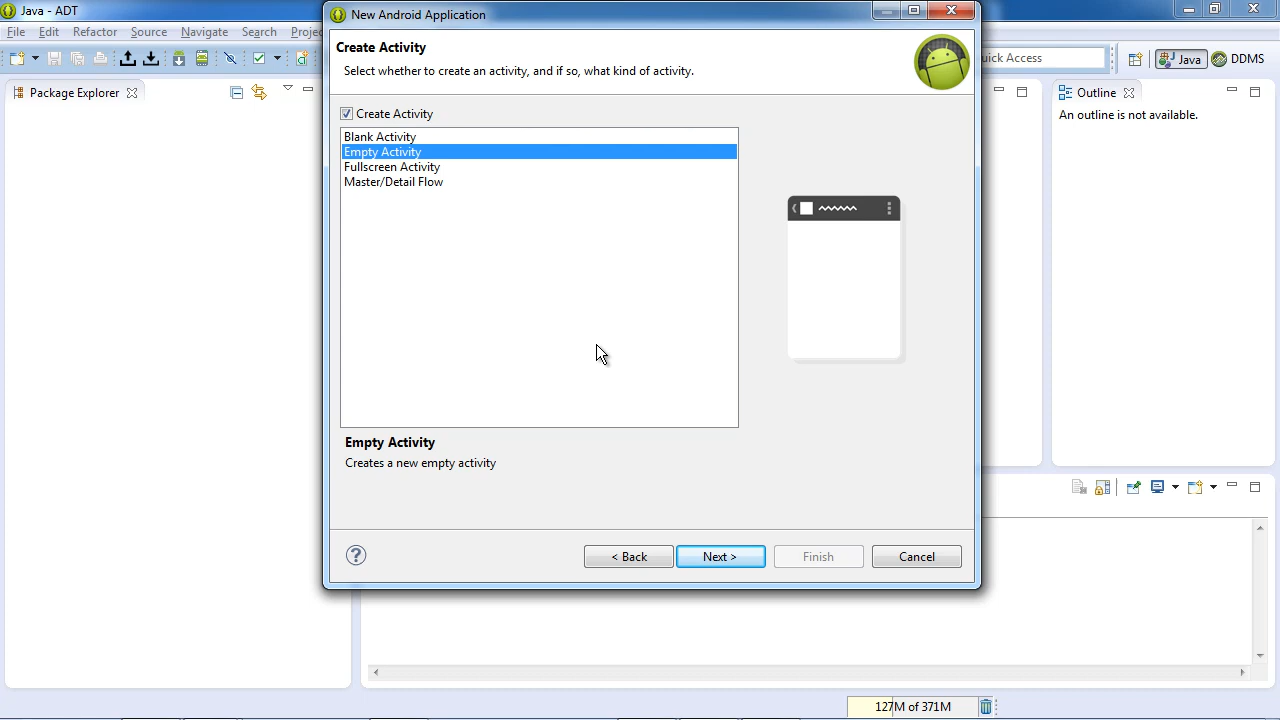 Java - ADT
New Android Application
File Edit Refactor Source Navigate Search Projec
Create Activity
Select whether to create an activity, and if so, what kind of activity.
uick Access
Java
DDMS
Package Explorer
Outline
An outline is not available.
Create Activity
Blank Activity
Empty Activity
Fullscreen Activity
Master/Detail Flow
Empty Activity
Creates a new empty activity
< Back
Next >
Finish
Cancel
127M of 371M